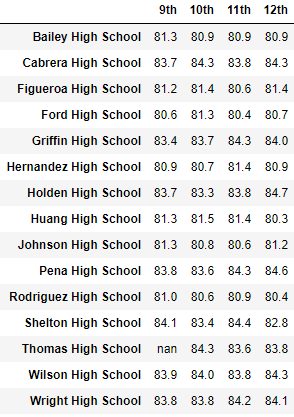 9th 10th 11th 12th
Bailey High School 81.3 80.9 80.9 80.9
Cabrera High School 83.7 84.3 83.8 84.3
Figueroa High School 81.2 81.4 80.6 81.4
Ford High School 80.6 81.3 80.4 80.7
Griffin High School 83.4 83.7 84.3 84.0
Hernandez High School 80.9 80.7 81.4 80.9
Holden High School 83.7 83.3 83.8 84.7
Huang High School 81.3 81.5 81.4 80.3
Johnson High School 81.3 80.8 80.6 81.2
Pena High School 83.8 83.6 84.3 84.6
Rodriguez High School 81.0 80.6 80.9 80.4
Shelton High School 84.1 83.4 84.4 82.8
Thomas High School nan 84.3 83.6 83.8
Wilson High School 83.9 84.0 83.8 84.3
Wright High School 83.8 83.8 84.2 84.1